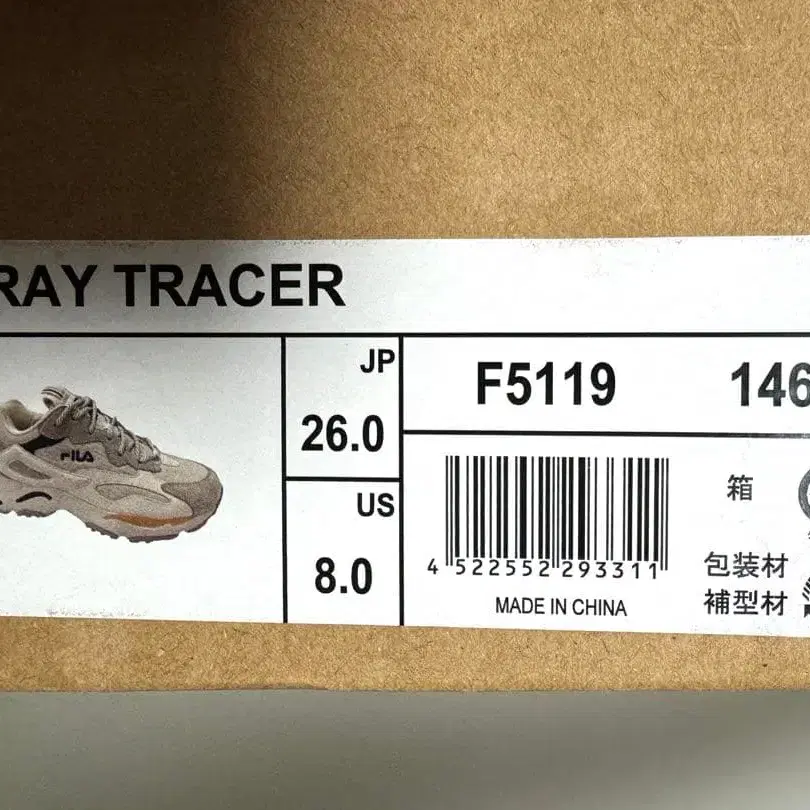 RAY TRACER
FILA
JP
26.0
US
8.0
F5119
146
4 522552 293311
MADE IN CHINA
箱
包装材
補型材